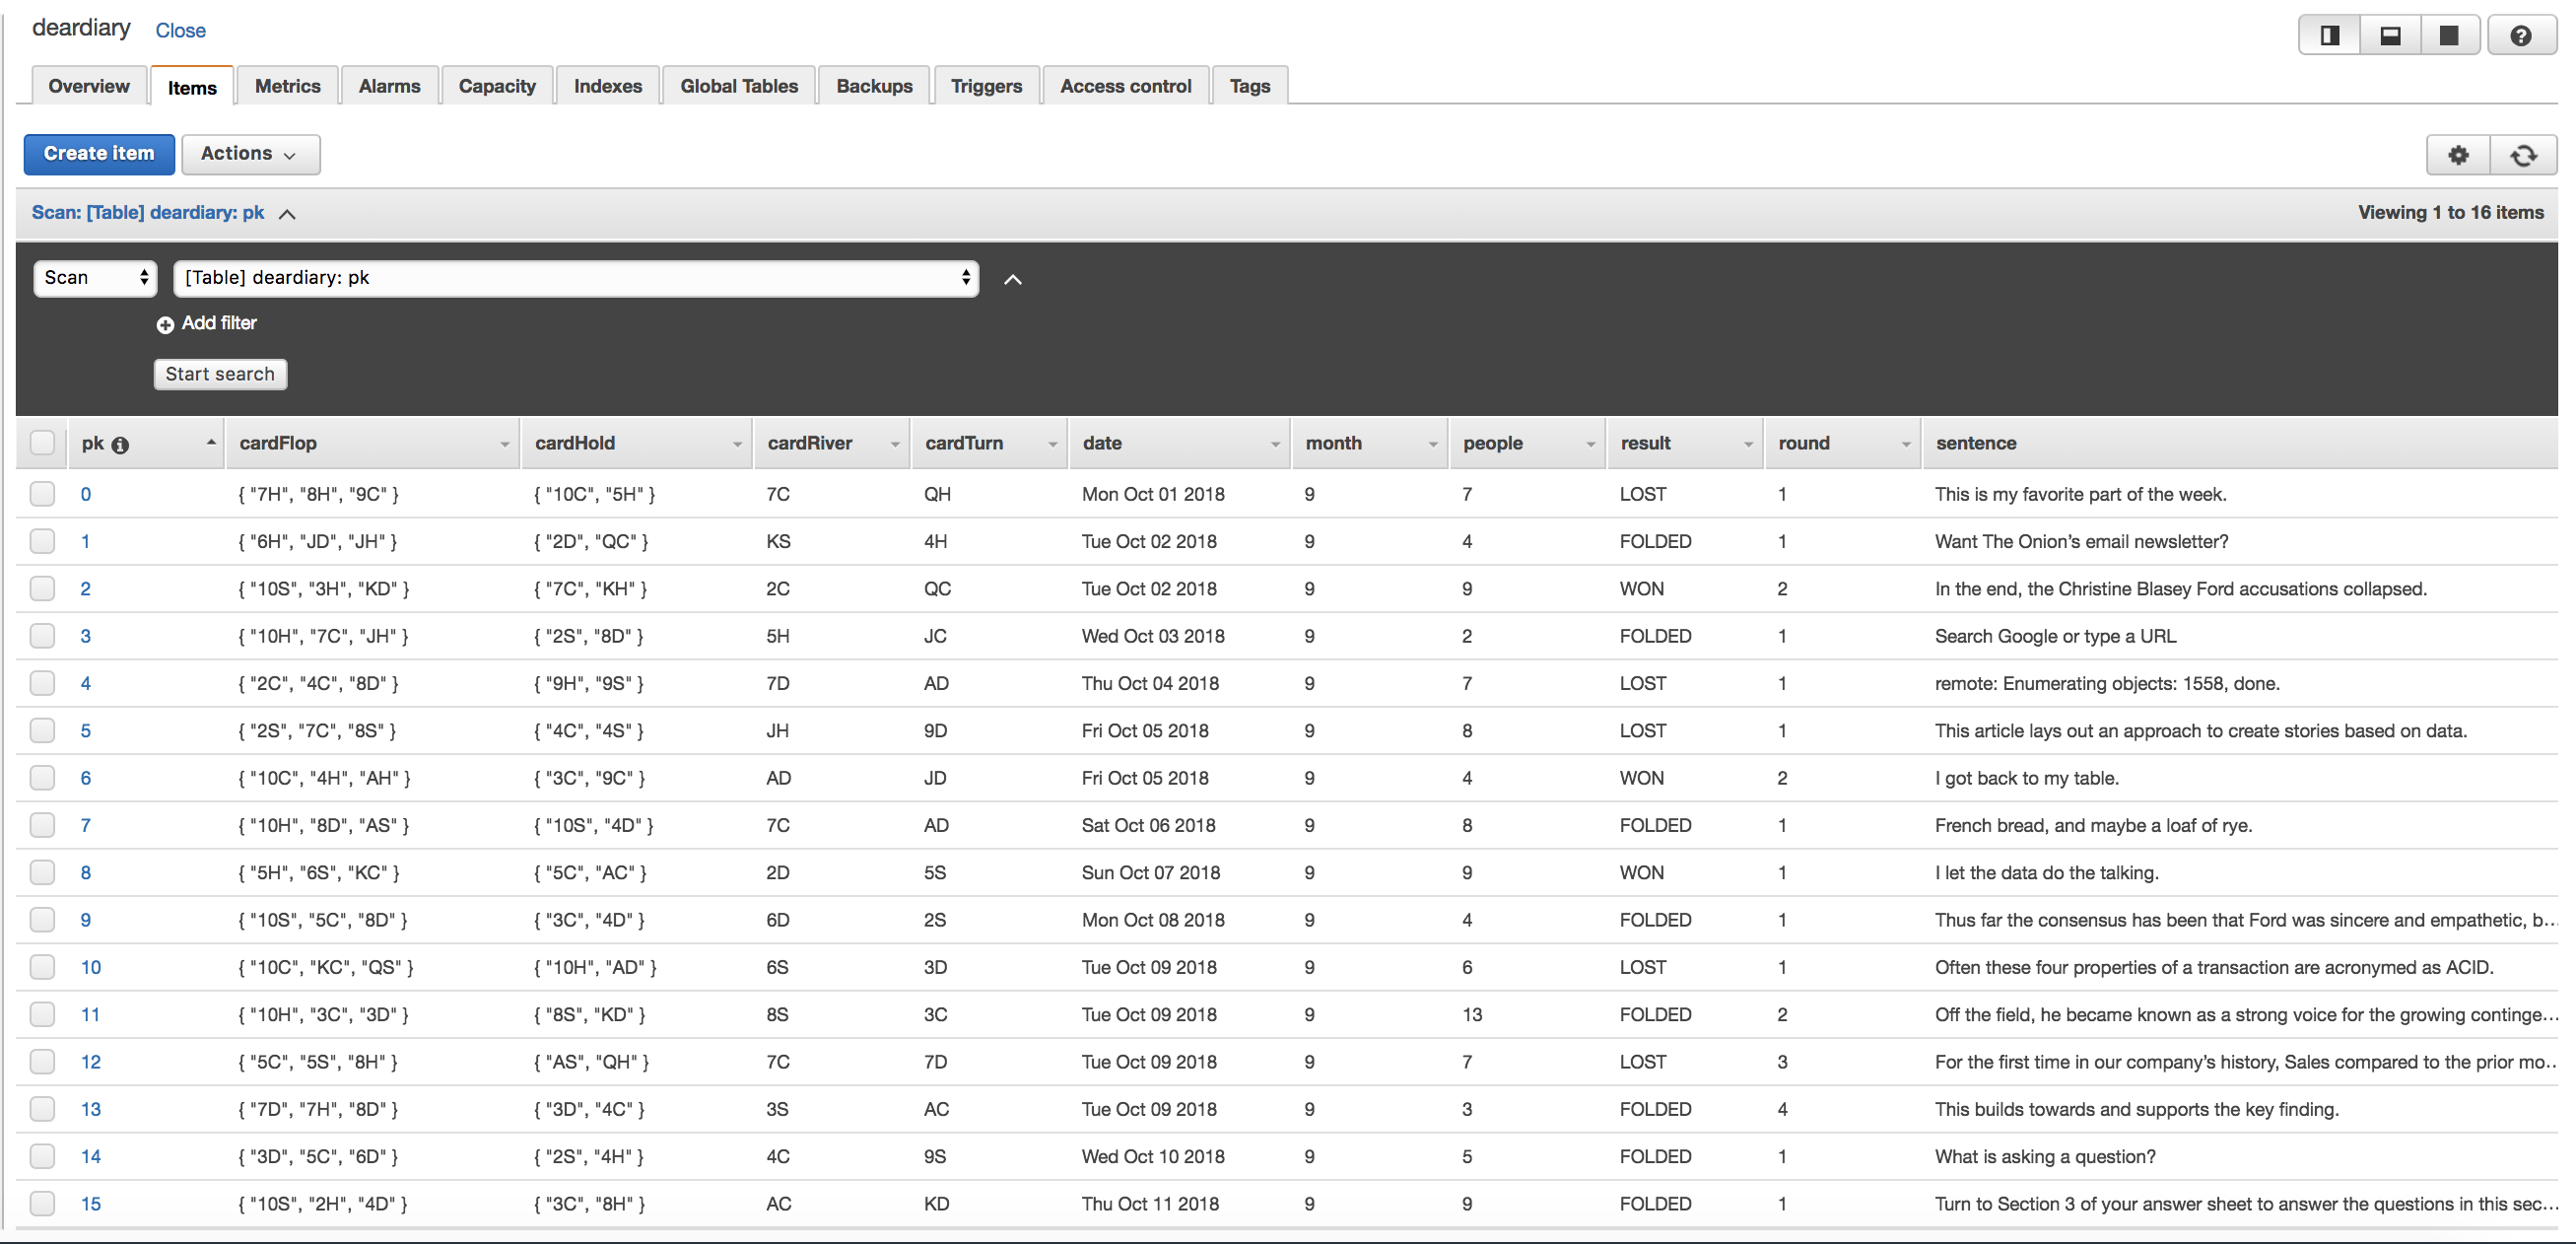 deardiary Close
Overview Items Metrics Alarms Capacity Indexes Global Tables Backups Triggers Access control Tags
Create item Actions
Scan: [Table] deardiary: pk Viewing 1 to 16 items
Scan [Table] deardiary: pk
Add filter
Start search
pk cardFlop cardHold cardRiver cardTurn date month people result round sentence
0 { "7H", "8H", "9C" } { "10C", "5H" } 7C QH Mon Oct 01 2018 9 7 LOST 1 This is my favorite part of the week.
1 { "6H", "JD", "JH" } { "2D", "QC" } KS 4H Tue Oct 02 2018 9 4 FOLDED 1 Want The Onion’s email newsletter?
2 { "10S", "3H", "KD" } { "7C", "KH" } 2C QC Tue Oct 02 2018 9 9 WON 2 In the end, the Christine Blasey Ford accusations collapsed.
3 { "10H", "7C", "JH" } { "2S", "8D" } 5H JC Wed Oct 03 2018 9 2 FOLDED 1 Search Google or type a URL
4 { "2C", "4C", "8D" } { "9H", "9S" } 7D AD Thu Oct 04 2018 9 7 LOST 1 remote: Enumerating objects: 1558, done.
5 { "2S", "7C", "8S" } { "4C", "4S" } JH 9D Fri Oct 05 2018 9 8 LOST 1 This article lays out an approach to create stories based on data.
6 { "10C", "4H", "AH" } { "3C", "9C" } AD JD Fri Oct 05 2018 9 4 WON 2 I got back to my table.
7 { "10H", "8D", "AS" } { "10S", "4D" } 7C AD Sat Oct 06 2018 9 8 FOLDED 1 French bread, and maybe a loaf of rye.
8 { "5H", "6S", "KC" } { "5C", "AC" } 2D 5S Sun Oct 07 2018 9 9 WON 1 I let the data do the talking.
9 { "10S", "5C", "8D" } { "3C", "4D" } 6D 2S Mon Oct 08 2018 9 4 FOLDED 1 Thus far the consensus has been that Ford was sincere and empathetic, b...
10 { "10C", "KC", "QS" } { "10H", "AD" } 6S 3D Tue Oct 09 2018 9 6 LOST 1 Often these four properties of a transaction are acronymed as ACID.
11 { "10H", "3C", "3D" } { "8S", "KD" } 8S 3C Tue Oct 09 2018 9 13 FOLDED 2 Off the field, he became known as a strong voice for the growing continge...
12 { "5C", "5S", "8H" } { "AS", "QH" } 7C 7D Tue Oct 09 2018 9 7 LOST 3 For the first time in our company’s history, Sales compared to the prior mo...
13 { "7D", "7H", "8D" } { "3D", "4C" } 3S AC Tue Oct 09 2018 9 3 FOLDED 4 This builds towards and supports the key finding.
14 { "3D", "5C", "6D" } { "2S", "4H" } 4C 9S Wed Oct 10 2018 9 5 FOLDED 1 What is asking a question?
15 { "10S", "2H", "4D" } { "3C", "8H" } AC KD Thu Oct 11 2018 9 9 FOLDED 1 Turn to Section 3 of your answer sheet to answer the questions in this sec...